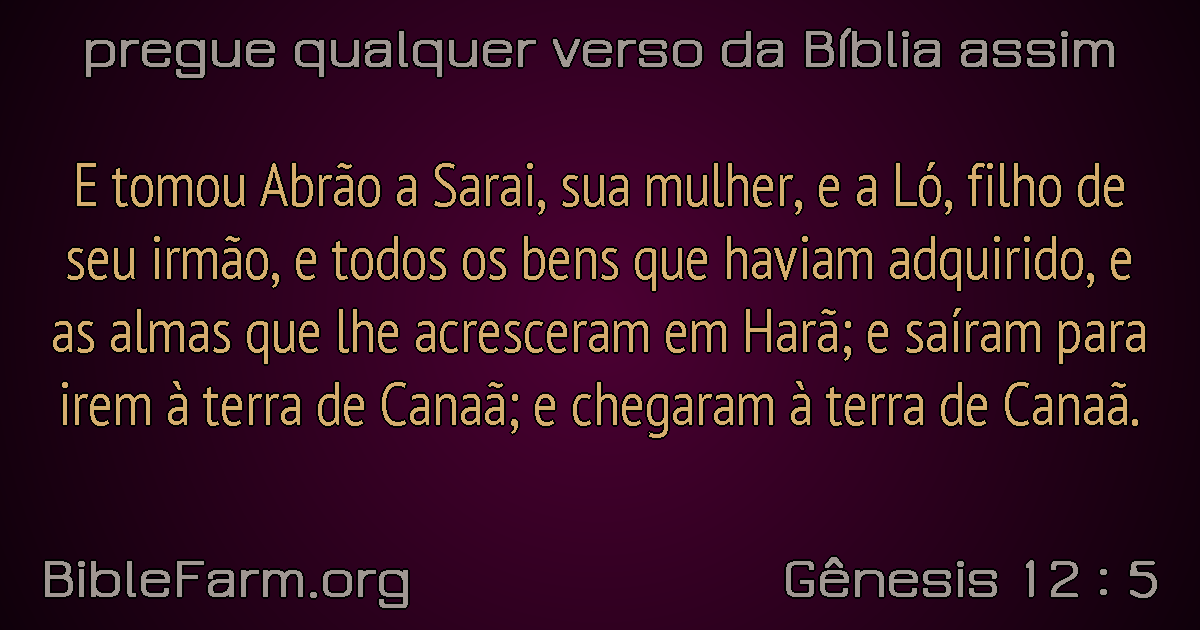 pregue qualquer verso da Bíblia assim
E tomou Abrão a Sarai, sua mulher, e a Ló, filho de
seu irmão, e todos os bens que haviam adquirido, e
as almas que lhe acresceram em Harã; e saíram para
irem à terra de Canaã; e chegaram à terra de Canaã.
BibleFarm.org
Gênesis 12 : 5